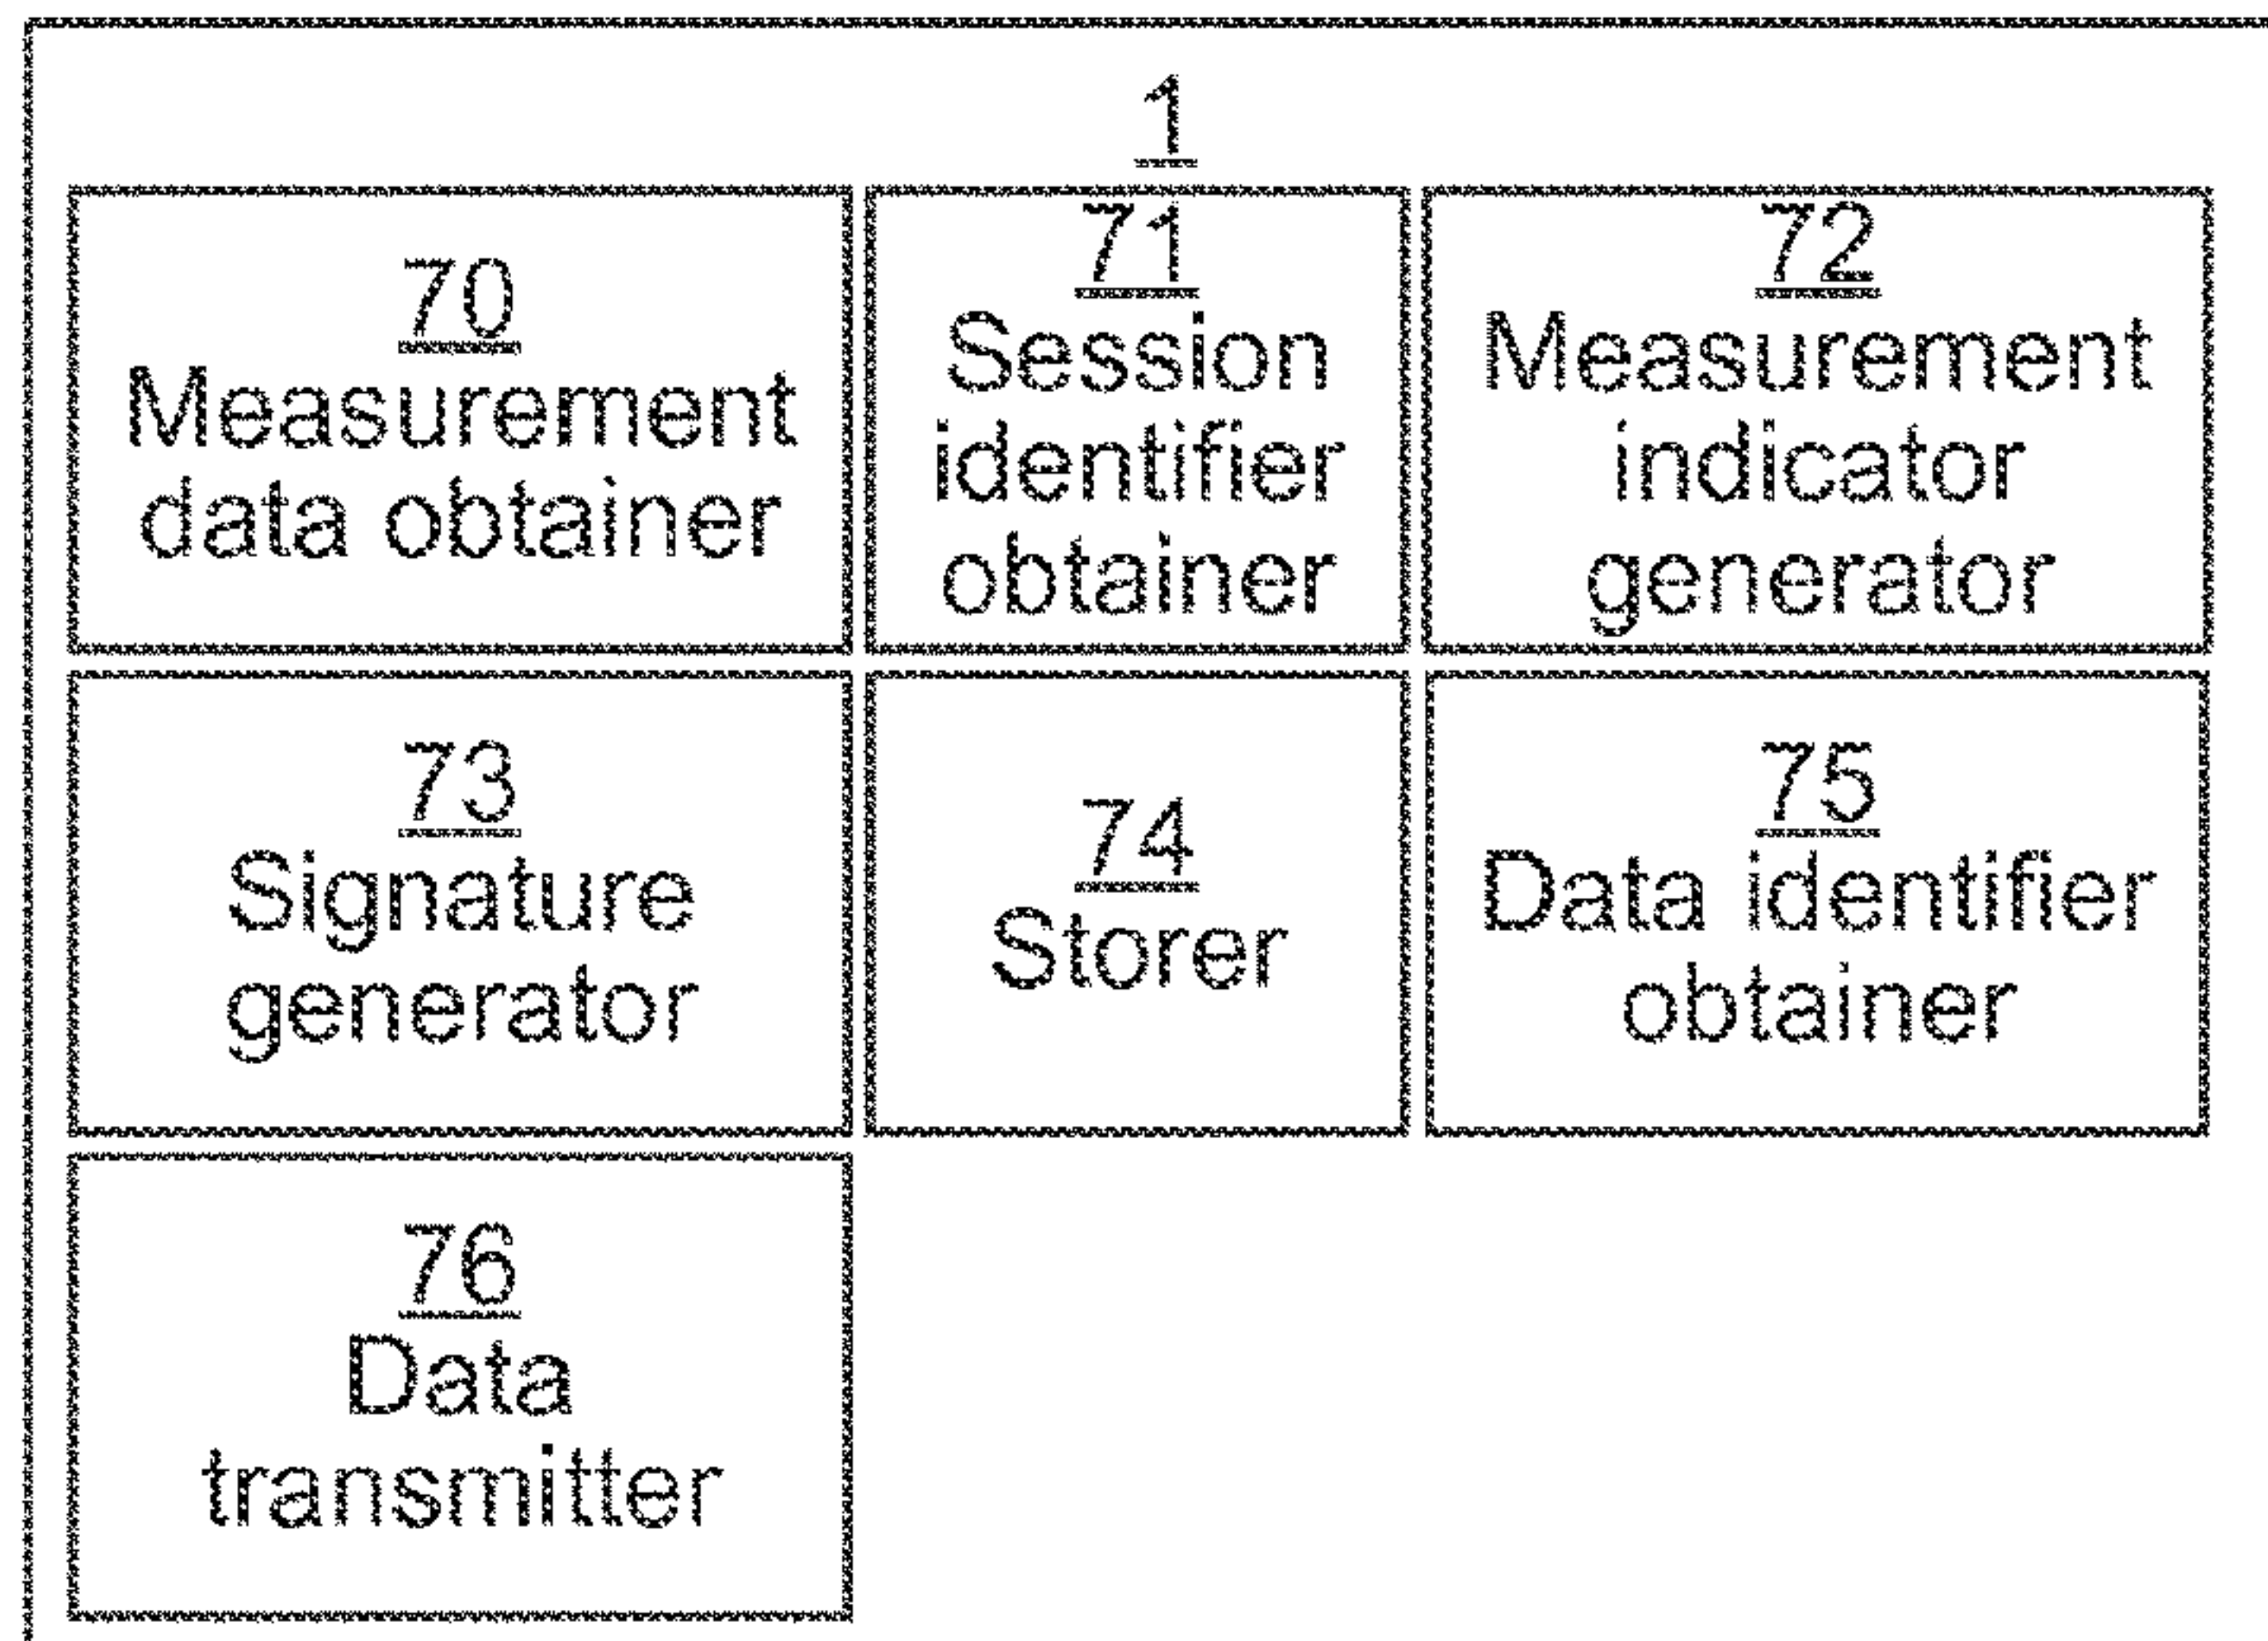 1
70
Measurement
data obtainer
71
Session
identifier
obtainer
72
Measurement
indicator
generator
73
Signature
generator
74
Storer
75
Data identifier
obtainer
76
Data
transmitter